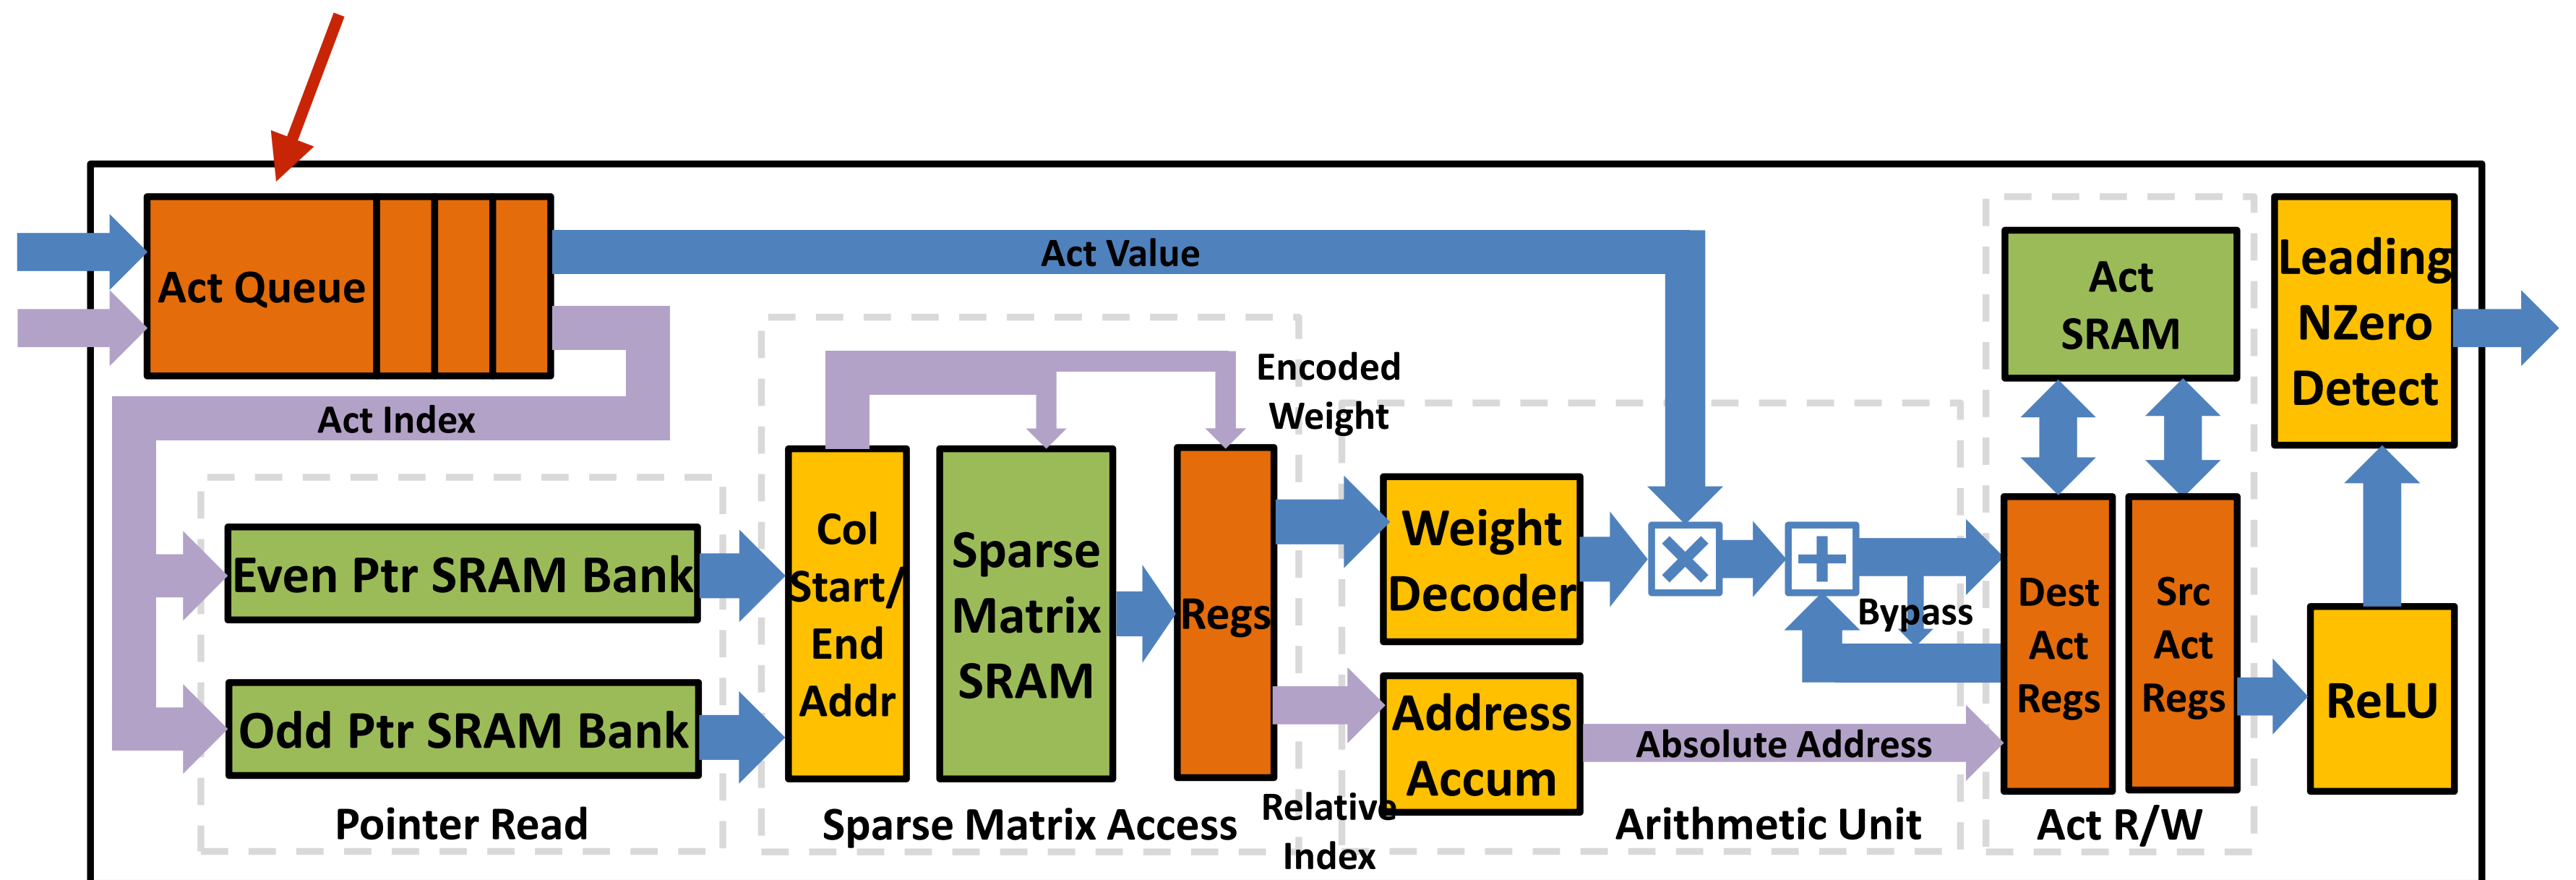 Act Queue
Act Value
Act Index
Even Ptr SRAM Bank
Odd Ptr SRAM Bank
Pointer Read
Col
Start/
End
Addr
Sparse
Matrix
SRAM
Regs
Sparse Matrix Access
Encoded
Weight
Relative
Index
Weight
Decoder
Address
Accum
Bypass
Absolute Address
Arithmetic Unit
Act
SRAM
Dest
Act
Regs
Src
Act
Regs
Act R/W
Leading
NZero
Detect
ReLU